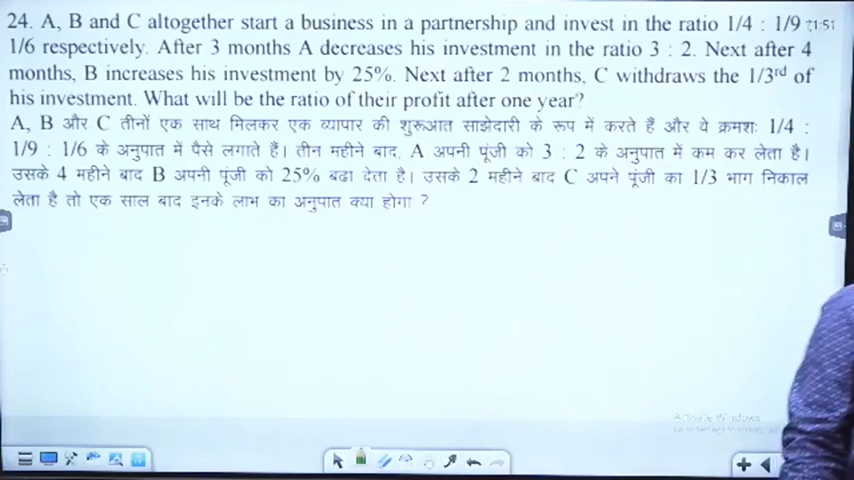 24. A, B and C altogether start a business in a partnership and invest in the ratio 1/4 : 1/9 :
1:51
1/6 respectively. After 3 months A decreases his investment in the ratio 3 : 2. Next after 4
months, B increases his investment by 25%. Next after 2 months, C withdraws the 1/3rd of
his investment. What will be the ratio of their profit after one year?
A, B और C तीनों एक साथ मिलकर एक व्यापार की शुरूआत साझेदारी के रूप में करते हैं और वे क्रमशः 1/4 :
1/9 : 1/6 के अनुपात में पैसे लगाते हैं। तीन महीने बाद, A अपनी पूंजी को 3 : 2 के अनुपात में कम कर लेता है।
उसके 4 महीने बाद B अपनी पूंजी को 25% बढा देता है। उसके 2 महीने बाद C अपने पूंजी का 1/3 भाग निकाल
लेता है तो एक साल बाद इनके लाभ का अनुपात क्या होगा ?
Activate Windows